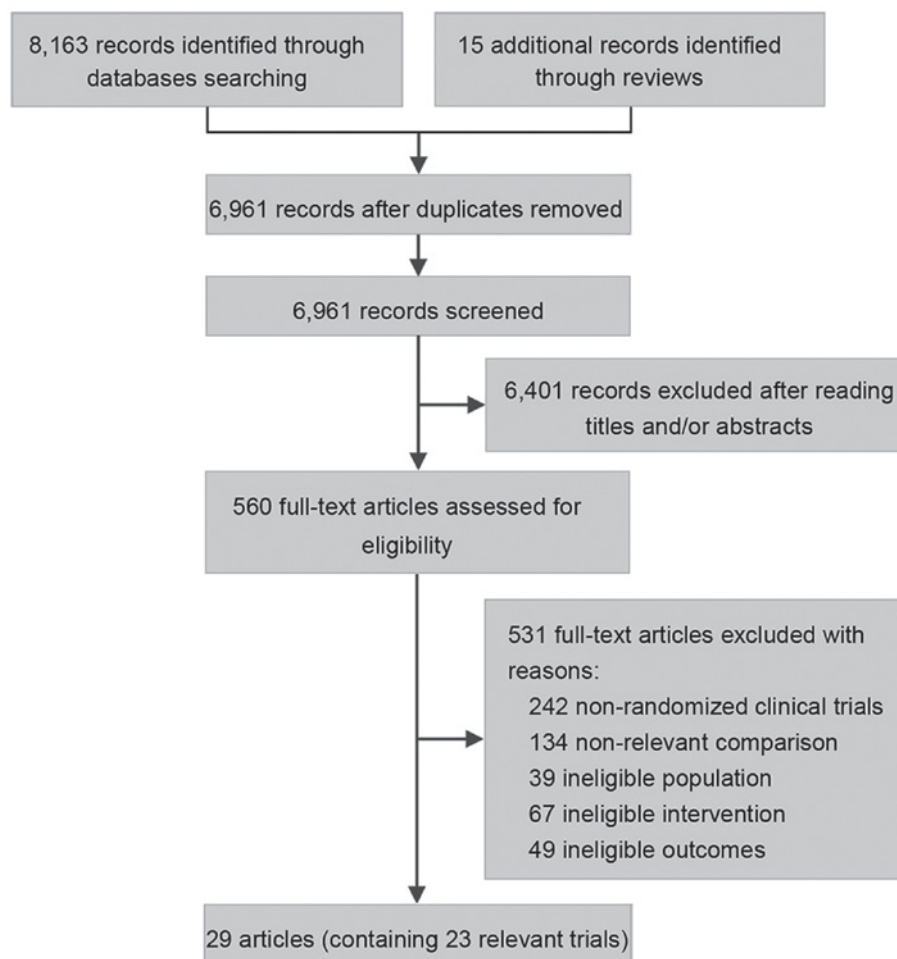 8,163 records identified through
databases searching
15 additional records identified
through reviews
6,961 records after duplicates removed
6,961 records screened
6,401 records excluded after reading
titles and/or abstracts
560 full-text articles assessed for
eligibility
531 full-text articles excluded with
reasons:
242 non-randomized clinical trials
134 non-relevant comparison
39 ineligible population
67 ineligible intervention
49 ineligible outcomes
29 articles (containing 23 relevant trials)